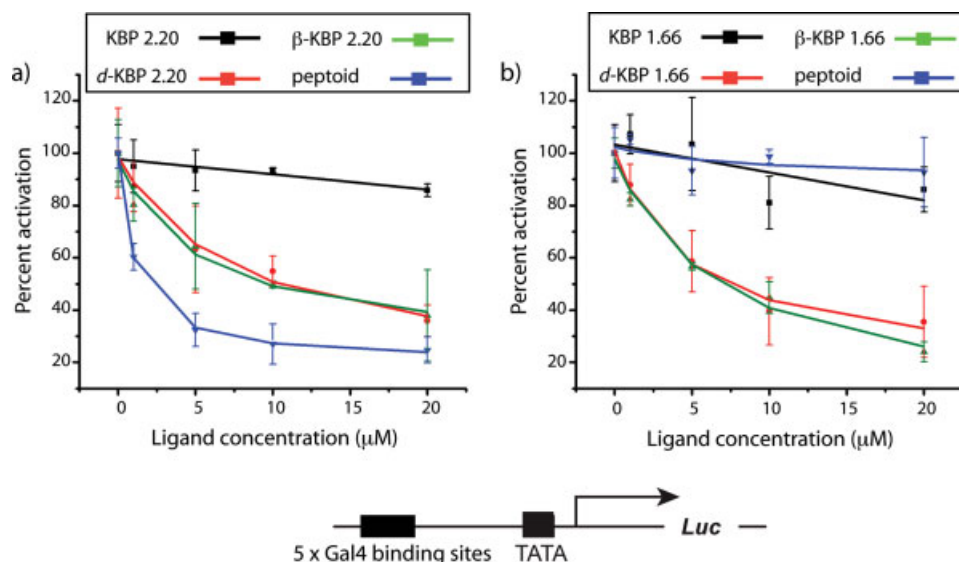 KBP 2.20 β-KBP 2.20
d-KBP 2.20 peptoid
a)
Percent activation
120
100
80
60
40
20
0 5 10 15 20
Ligand concentration (μM)
KBP 1.66 β-KBP 1.66
d-KBP 1.66 peptoid
b)
Percent activation
120
100
80
60
40
20
0 5 10 15 20
Ligand concentration (μM)
5 x Gal4 binding sites TATA Luc